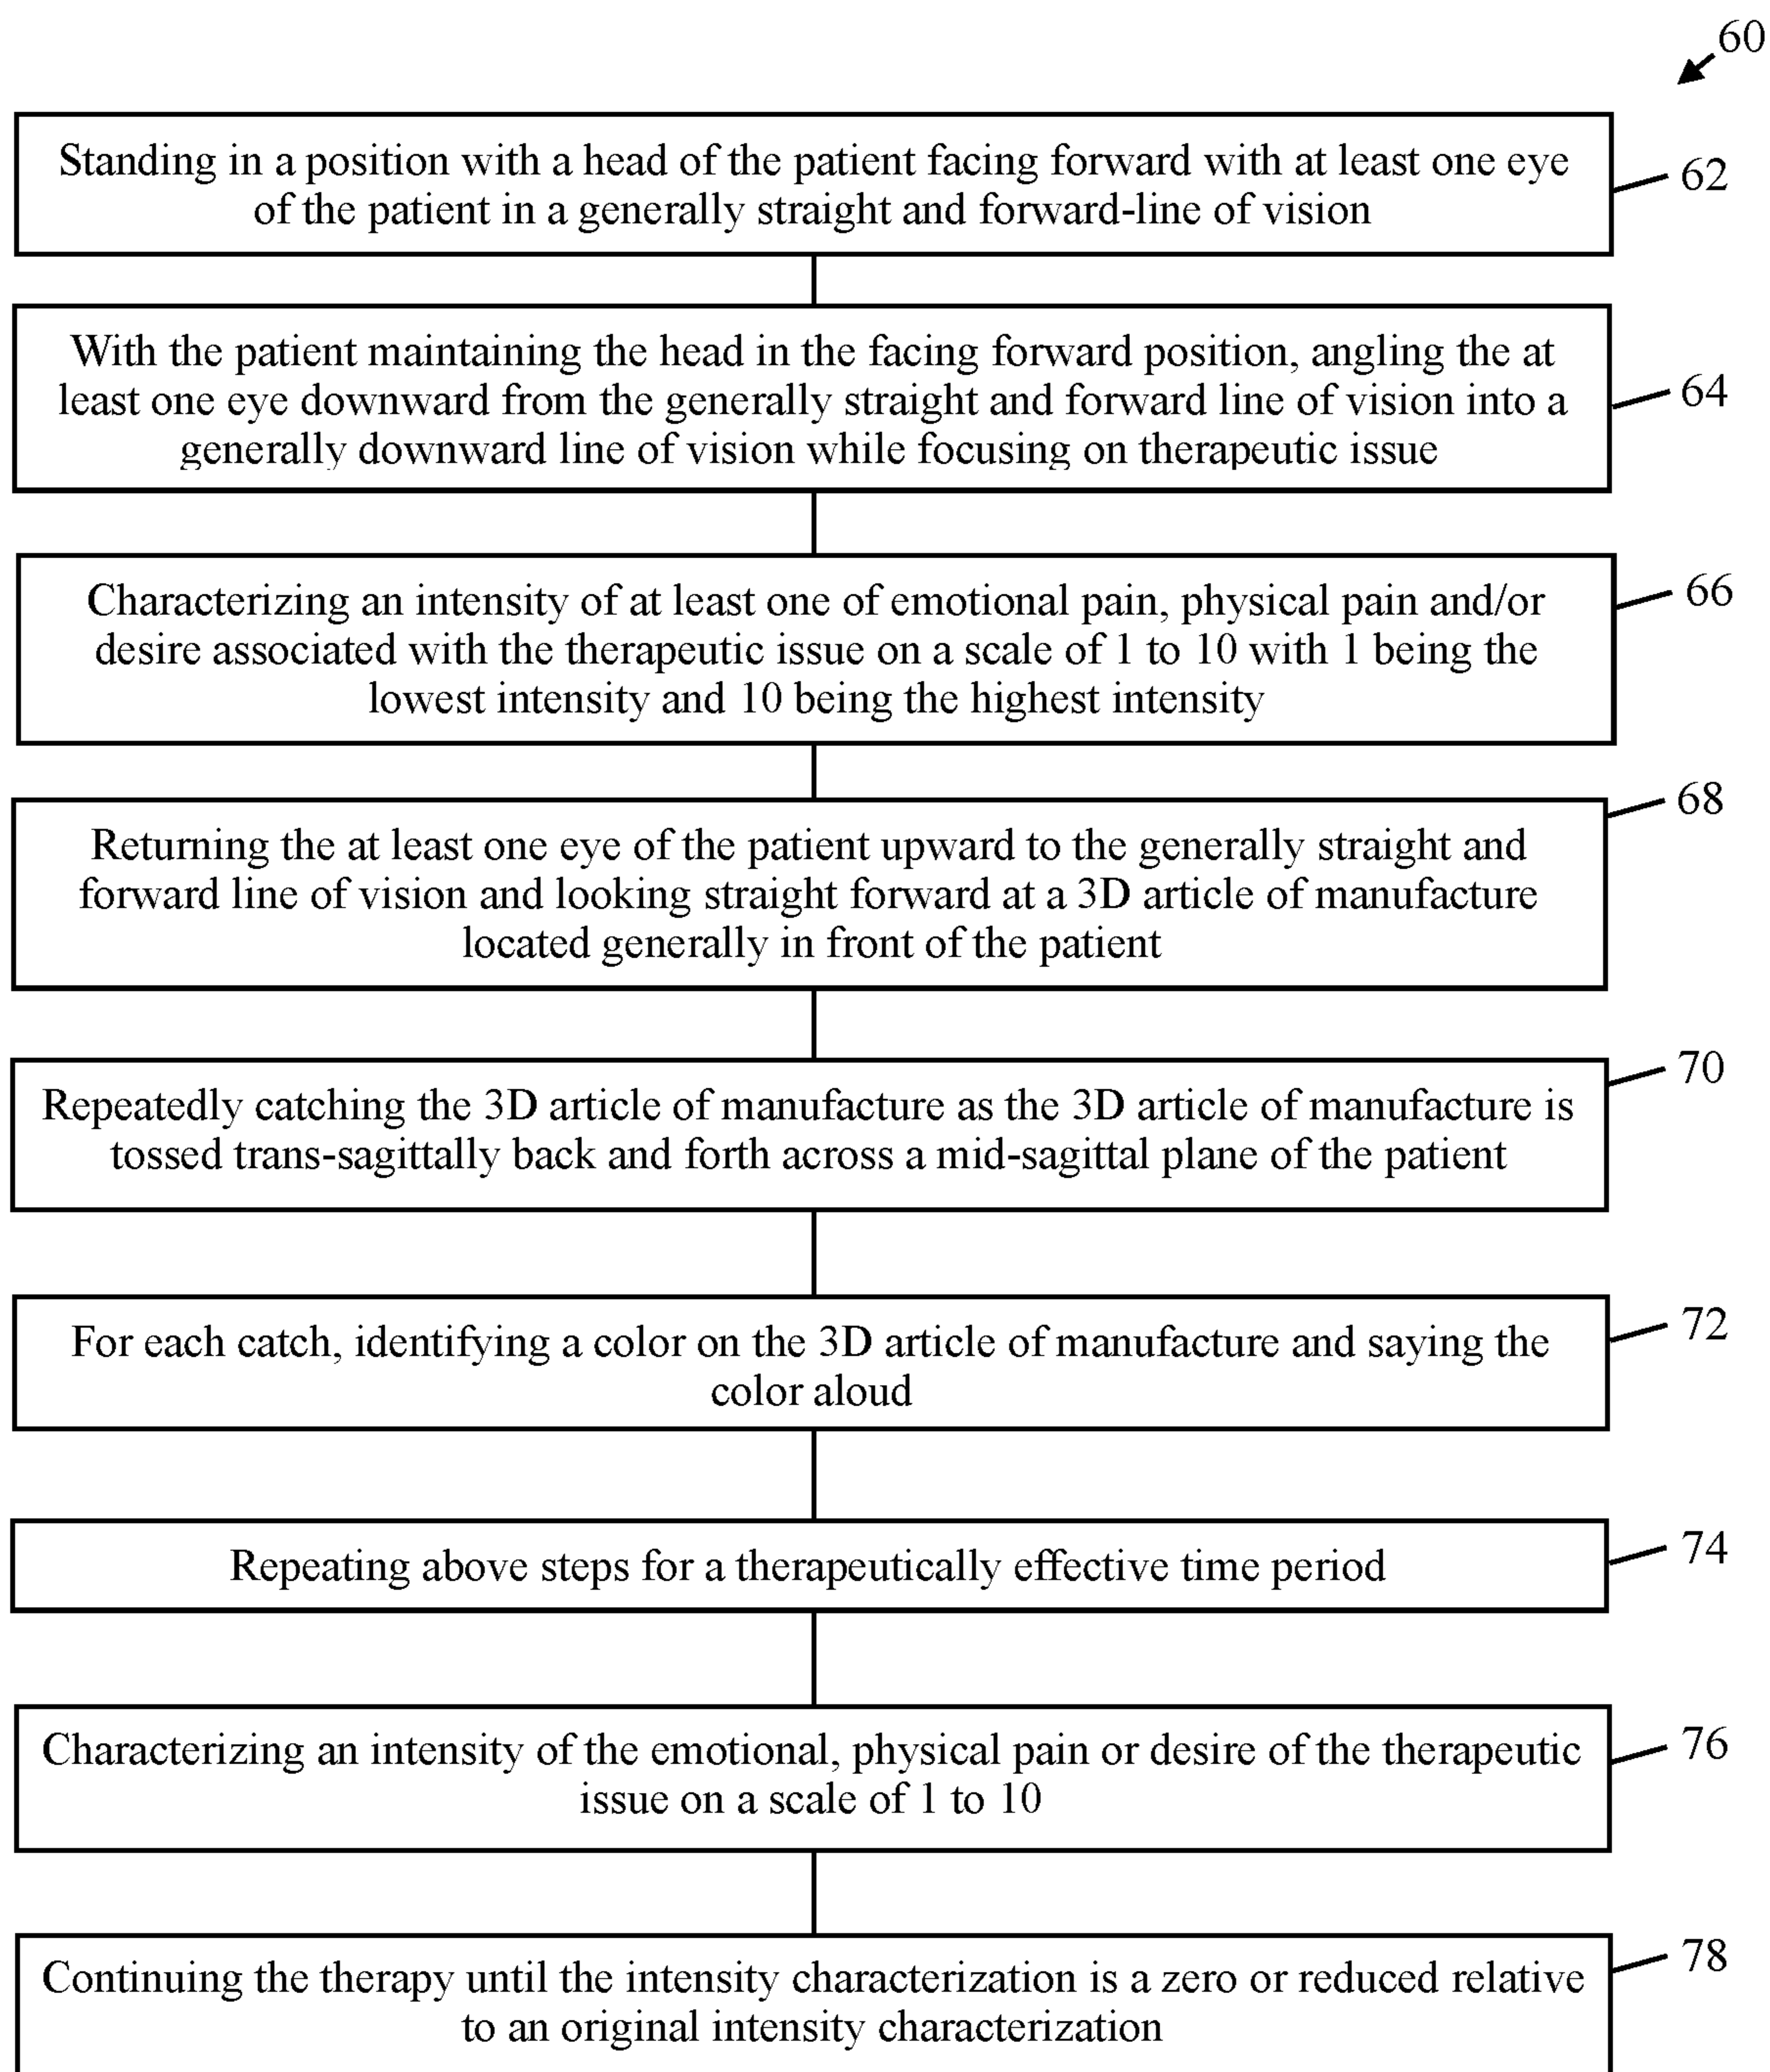 60
Standing in a position with a head of the patient facing forward with at least one eye
of the patient in a generally straight and forward-line of vision
62
With the patient maintaining the head in the facing forward position, angling the at
least one eye downward from the generally straight and forward line of vision into a
generally downward line of vision while focusing on therapeutic issue
64
Characterizing an intensity of at least one of emotional pain, physical pain and/or
desire associated with the therapeutic issue on a scale of 1 to 10 with 1 being the
lowest intensity and 10 being the highest intensity
66
Returning the at least one eye of the patient upward to the generally straight and
forward line of vision and looking straight forward at a 3D article of manufacture
located generally in front of the patient
68
Repeatedly catching the 3D article of manufacture as the 3D article of manufacture is
tossed trans-sagittally back and forth across a mid-sagittal plane of the patient
70
For each catch, identifying a color on the 3D article of manufacture and saying the
color aloud
72
Repeating above steps for a therapeutically effective time period
74
Characterizing an intensity of the emotional, physical pain or desire of the therapeutic
issue on a scale of 1 to 10
76
Continuing the therapy until the intensity characterization is a zero or reduced relative
to an original intensity characterization
78